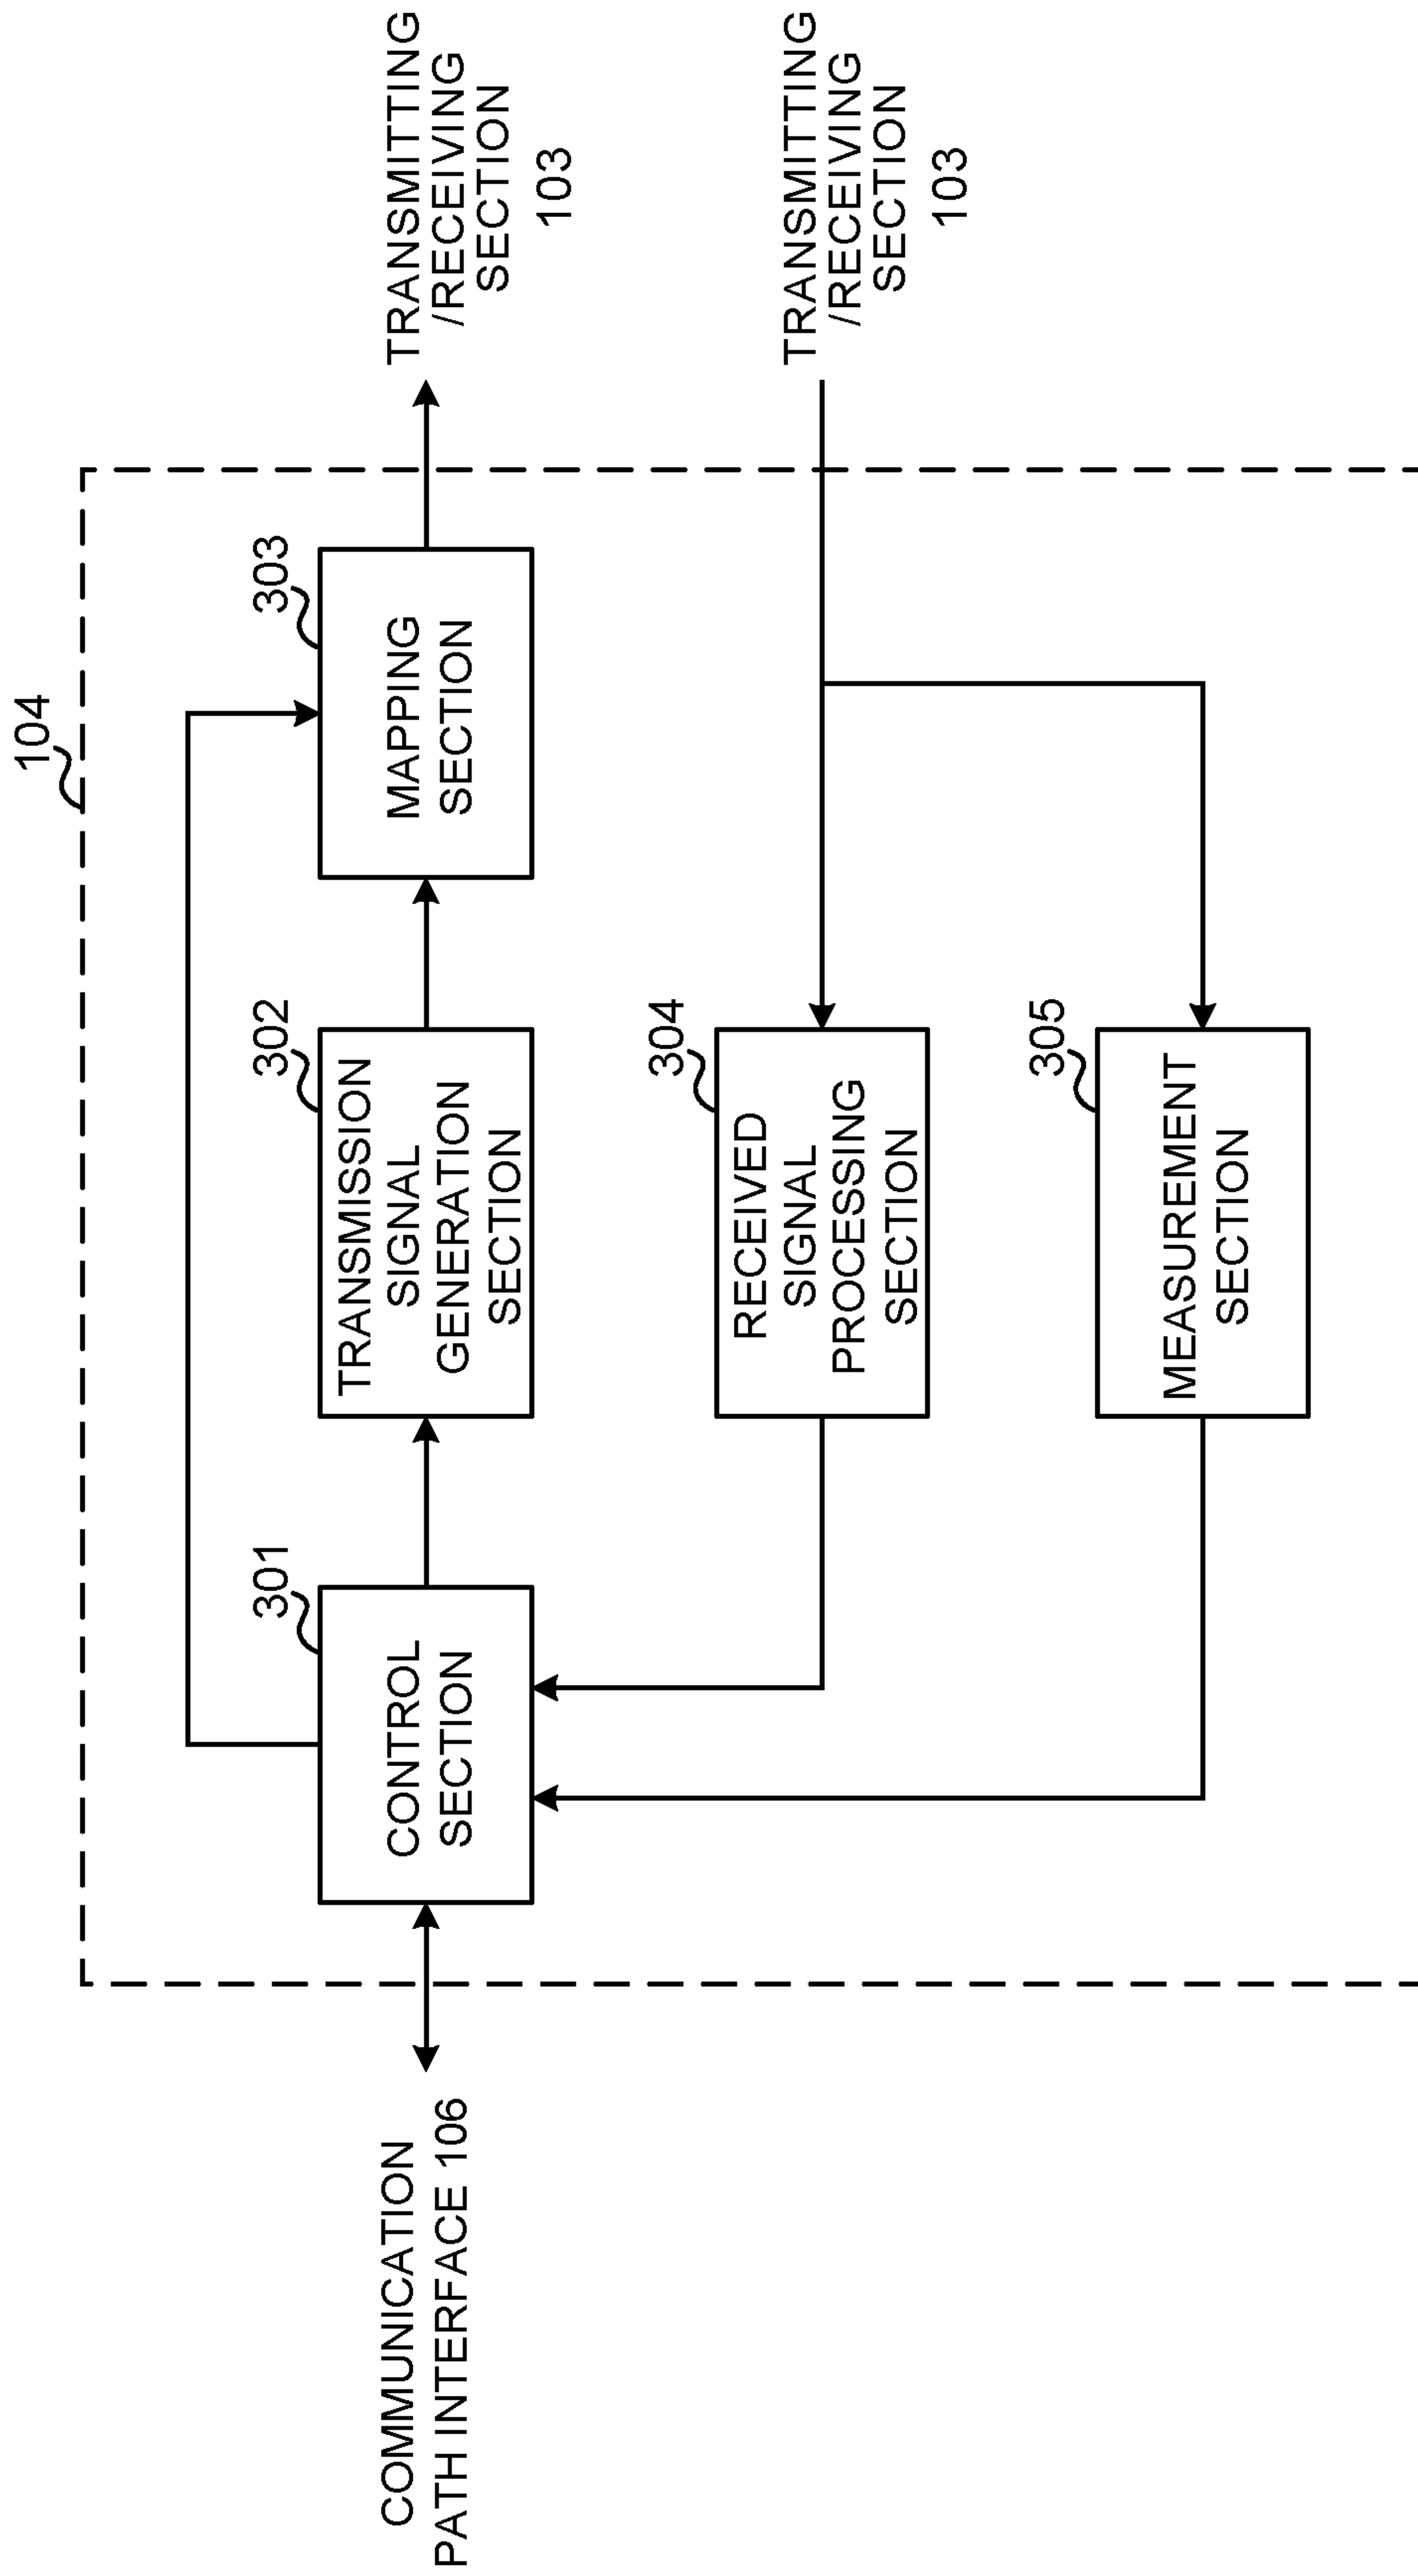 104
COMMUNICATION
PATH INTERFACE 106
301
CONTROL
SECTION
302
TRANSMISSION
SIGNAL
GENERATION
SECTION
303
MAPPING
SECTION
TRANSMITTING
/RECEIVING
SECTION
103
304
RECEIVED
SIGNAL
PROCESSING
SECTION
TRANSMITTING
/RECEIVING
SECTION
103
305
MEASUREMENT
SECTION